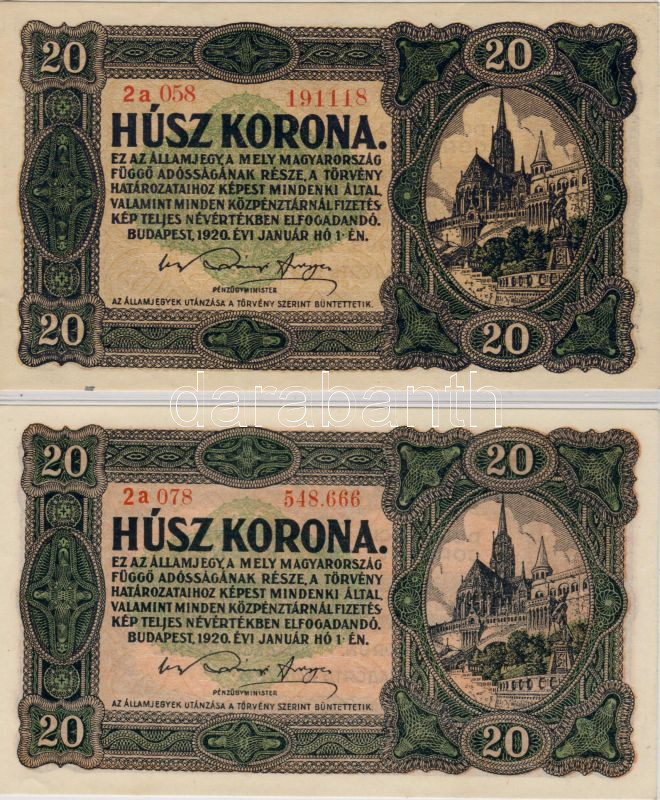 20 20
2a 058 191118
HÚSZ KORONA.
EZ AZ ÁLLAMJEGY, A MELY MAGYARORSZÁG
FÜGGŐ ADÓSSÁGÁNAK RÉSZE, A TÖRVÉNY
HATÁROZATAIHOZ KÉPEST MINDENKI ÁLTAL,
VALAMINT MINDEN KÖZPÉNZTÁRNÁL FIZETÉS-
KÉP TELJES NÉVÉRTÉKBEN ELFOGADANDÓ.
BUDAPEST, 1920. ÉVI JANUÁR HÓ 1-ÉN.
PÉNZÜGYMINISTER
AZ ÁLLAMJEGYEK UTÁNZÁSA A TÖRVÉNY SZERINT BÜNTETTETIK.
20 20
darabanth
20 20
2a 078 548.666
HÚSZ KORONA.
EZ AZ ÁLLAMJEGY, A MELY MAGYARORSZÁG
FÜGGŐ ADÓSSÁGÁNAK RÉSZE, A TÖRVÉNY
HATÁROZATAIHOZ KÉPEST MINDENKI ÁLTAL,
VALAMINT MINDEN KÖZPÉNZTÁRNÁL FIZETÉS-
KÉP TELJES NÉVÉRTÉKBEN ELFOGADANDÓ.
BUDAPEST, 1920. ÉVI JANUÁR HÓ 1-ÉN.
PÉNZÜGYMINISTER
AZ ÁLLAMJEGYEK UTÁNZÁSA A TÖRVÉNY SZERINT BÜNTETTETIK.
20 20